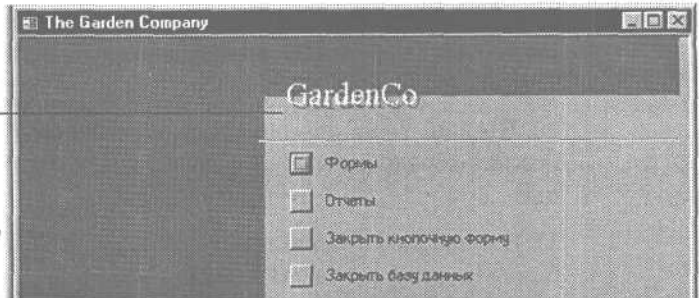 The Garden Company
GardenCo
Формы
Отчеты
Закрыть кнопочную форму
Закрыть базу данных